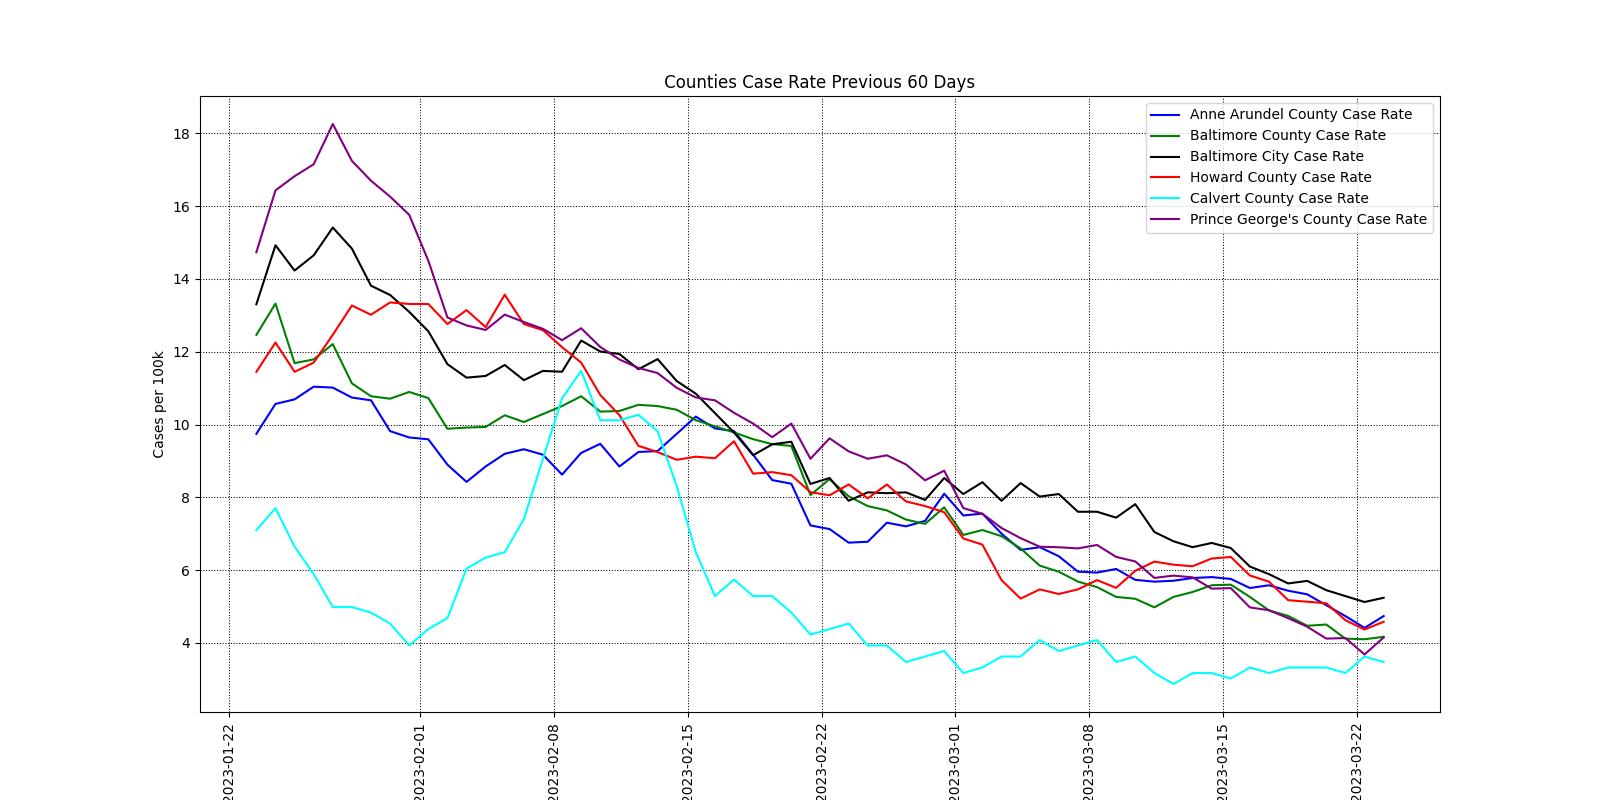 Counties Case Rate Previous 60 Days
Anne Arundel County Case Rate
Baltimore County Case Rate
Baltimore City Case Rate
Howard County Case Rate
Calvert County Case Rate
Prince George's County Case Rate
Cases per 100k
18
16
14
12
10
8
6
4
2023-01-22
2023-02-01
2023-02-08
2023-02-15
2023-02-22
2023-03-01
2023-03-08
2023-03-15
2023-03-22